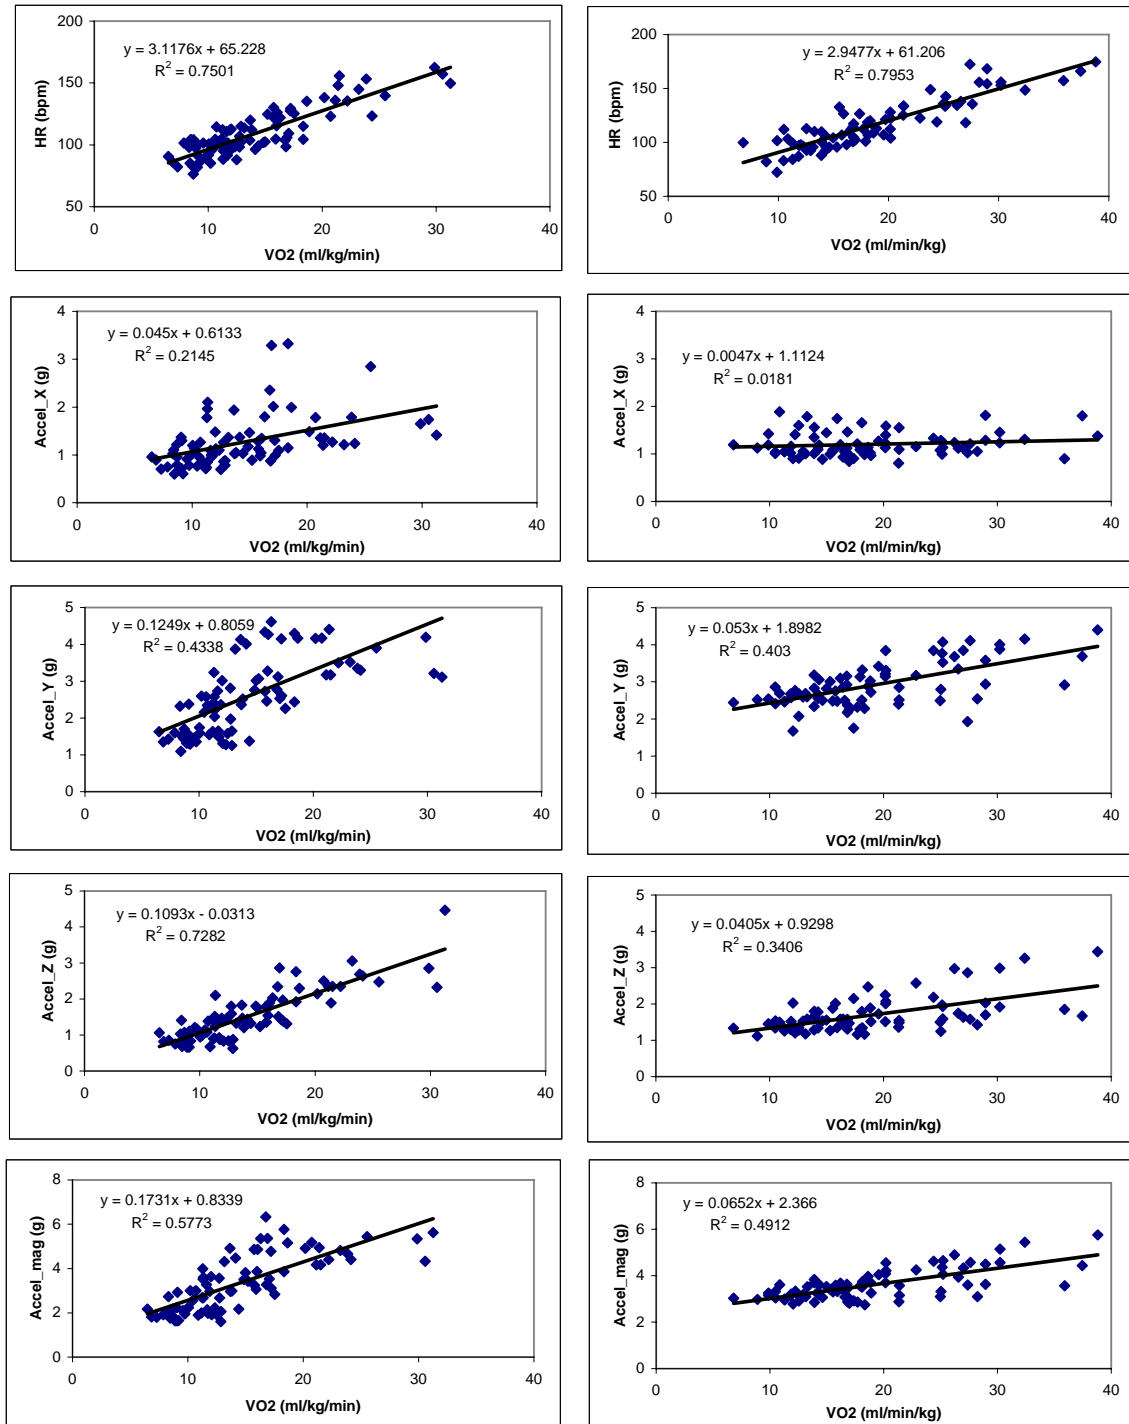 200
150
100
50
HR (bpm)
y = 3.1176x + 65.228
R² = 0.7501
0 10 20 30 40
VO2 (ml/kg/min)
200
150
100
50
HR (bpm)
y = 2.9477x + 61.206
R² = 0.7953
0 10 20 30 40
VO2 (ml/min/kg)
4
3
2
1
0
Accel_X (g)
y = 0.045x + 0.6133
R² = 0.2145
0 10 20 30 40
VO2 (ml/kg/min)
4
3
2
1
0
Accel_X (g)
y = 0.0047x + 1.1124
R² = 0.0181
0 10 20 30 40
VO2 (ml/min/kg)
5
4
3
2
1
0
Accel_Y (g)
y = 0.1249x + 0.8059
R² = 0.4338
0 10 20 30 40
VO2 (ml/kg/min)
5
4
3
2
1
0
Accel_Y (g)
y = 0.053x + 1.8982
R² = 0.403
0 10 20 30 40
VO2 (ml/min/kg)
5
4
3
2
1
0
Accel_Z (g)
y = 0.1093x - 0.0313
R² = 0.7282
0 10 20 30 40
VO2 (ml/kg/min)
5
4
3
2
1
0
Accel_Z (g)
y = 0.0405x + 0.9298
R² = 0.3406
0 10 20 30 40
VO2 (ml/min/kg)
8
6
4
2
0
Accel_mag (g)
y = 0.1731x + 0.8339
R² = 0.5773
0 10 20 30 40
VO2 (ml/kg/min)
8
6
4
2
0
Accel_mag (g)
y = 0.0652x + 2.366
R² = 0.4912
0 10 20 30 40
VO2 (ml/min/kg)